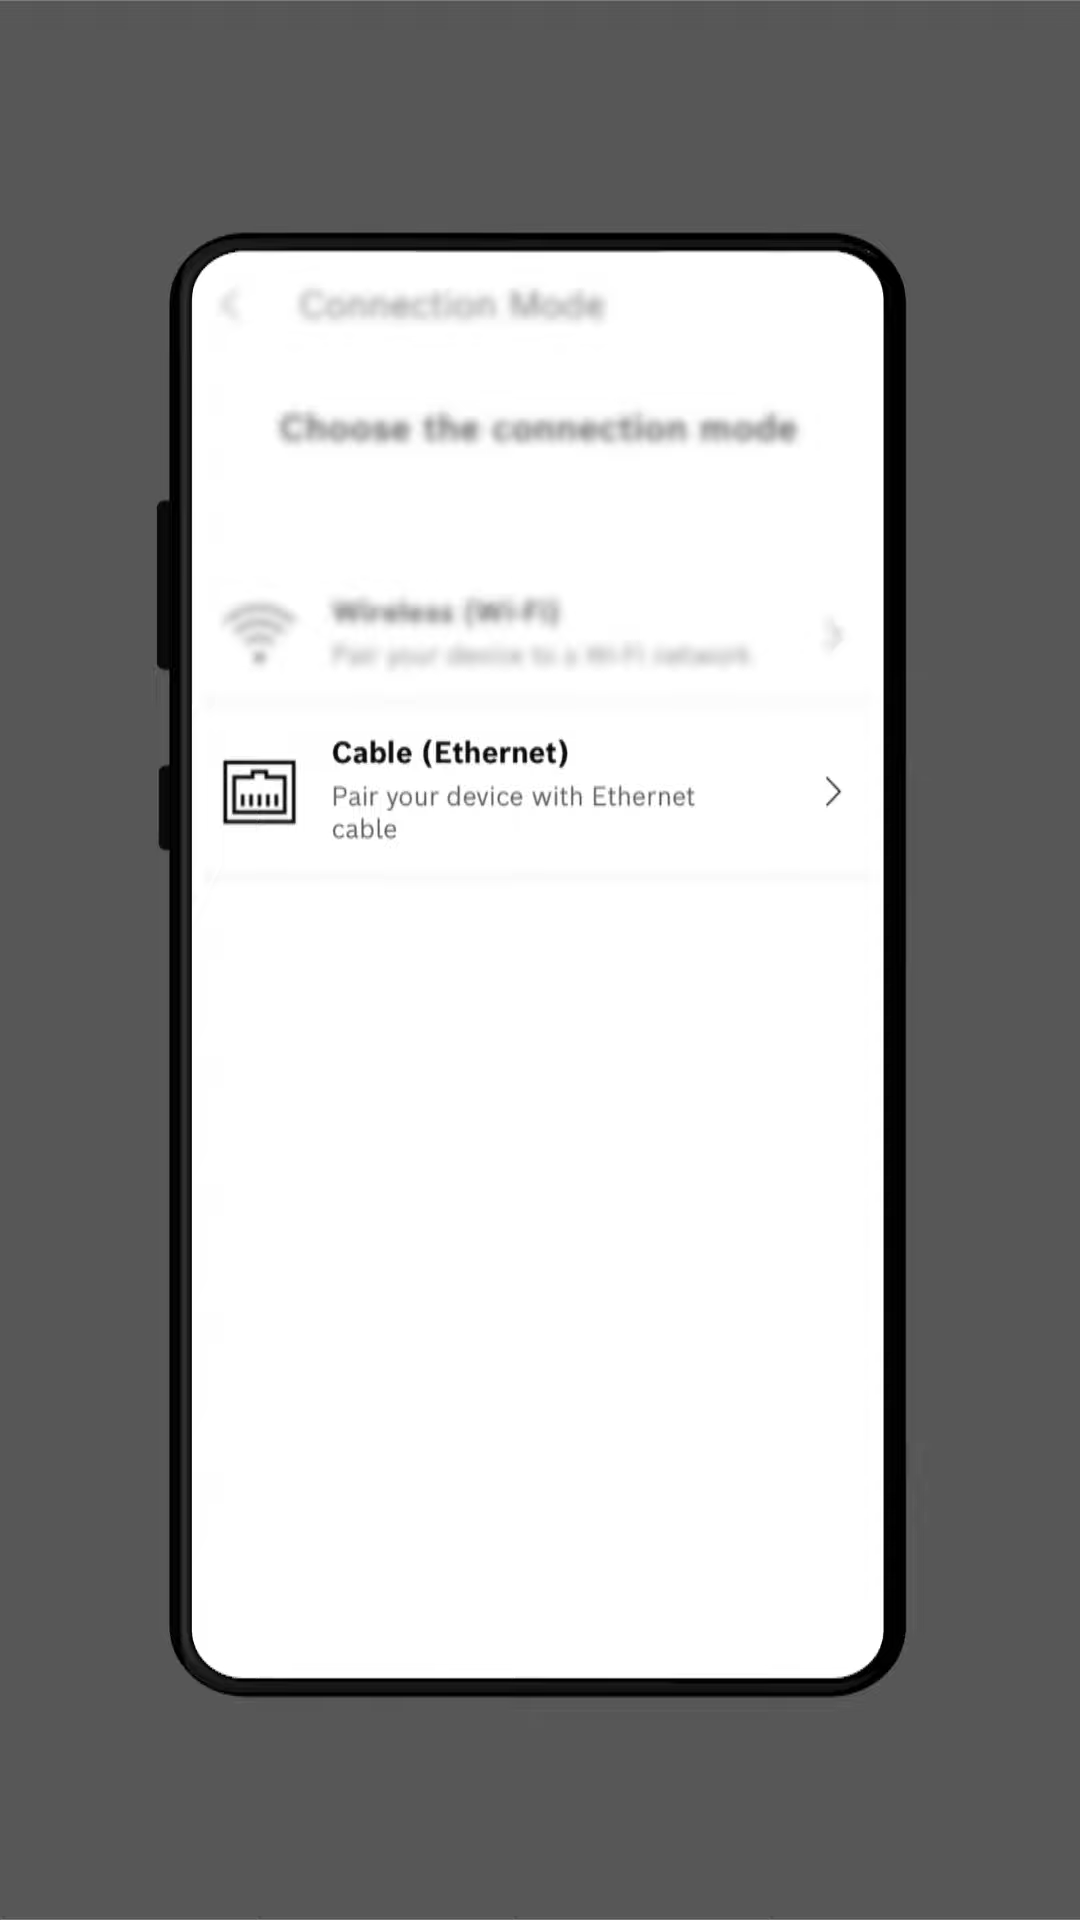 Connection Mode
Choose the connection mode
Wireless (Wi-Fi)
Pair your device to a Wi-Fi network.
Cable (Ethernet)
Pair your device with Ethernet
cable